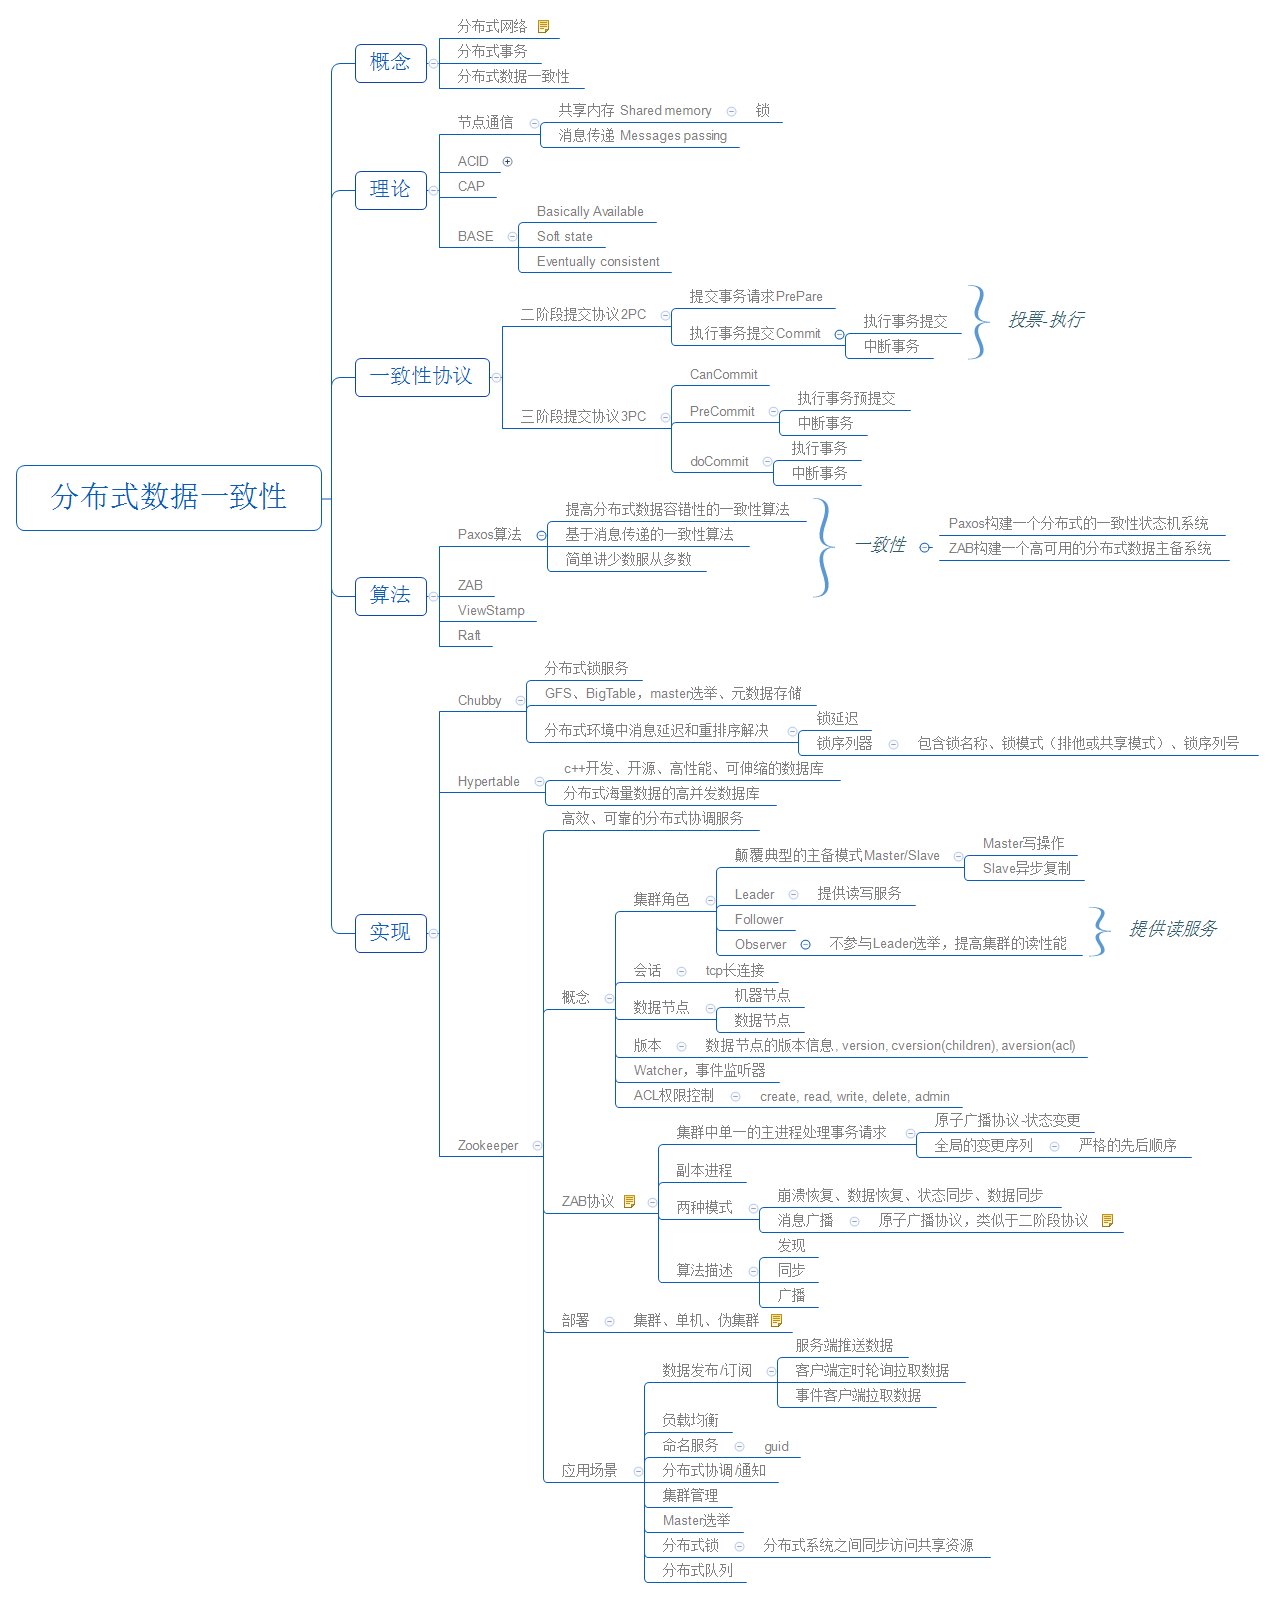 分布式数据一致性
概念
分布式网络
分布式事务
分布式数据一致性
理论
节点通信
共享内存 Shared memory
锁
消息传递 Messages passing
ACID
CAP
BASE
Basically Available
Soft state
Eventually consistent
一致性协议
二阶段提交协议2PC
提交事务请求PrePare
执行事务提交Commit
执行事务提交
中断事务
投票-执行
三阶段提交协议3PC
CanCommit
PreCommit
执行事务预提交
中断事务
doCommit
执行事务
中断事务
算法
Paxos算法
提高分布式数据容错性的一致性算法
基于消息传递的一致性算法
简单讲少数服从多数
一致性
Paxos构建一个分布式的一致性状态机系统
ZAB构建一个高可用的分布式数据主备系统
ZAB
ViewStamp
Raft
实现
Chubby
分布式锁服务
GFS、BigTable，master选举、元数据存储
分布式环境中消息延迟和重排序解决
锁延迟
锁序列器
包含锁名称、锁模式（排他或共享模式）、锁序列号
Hypertable
c++开发、开源、高性能、可伸缩的数据库
分布式海量数据的高并发数据库
Zookeeper
高效、可靠的分布式协调服务
概念
集群角色
颠覆典型的主备模式Master/Slave
Master写操作
Slave异步复制
Leader
提供读写服务
Follower
Observer
不参与Leader选举，提高集群的读性能
提供读服务
会话
tcp长连接
数据节点
机器节点
数据节点
版本
数据节点的版本信息, version, cversion(children), aversion(acl)
Watcher，事件监听器
ACL权限控制
create, read, write, delete, admin
ZAB协议
集群中单一的主进程处理事务请求
原子广播协议-状态变更
全局的变更序列
严格的先后顺序
副本进程
两种模式
崩溃恢复、数据恢复、状态同步、数据同步
消息广播
原子广播协议，类似于二阶段协议
算法描述
发现
同步
广播
部署
集群、单机、伪集群
应用场景
数据发布/订阅
服务端推送数据
客户端定时轮询拉取数据
事件客户端拉取数据
负载均衡
命名服务
guid
分布式协调/通知
集群管理
Master选举
分布式锁
分布式系统之间同步访问共享资源
分布式队列